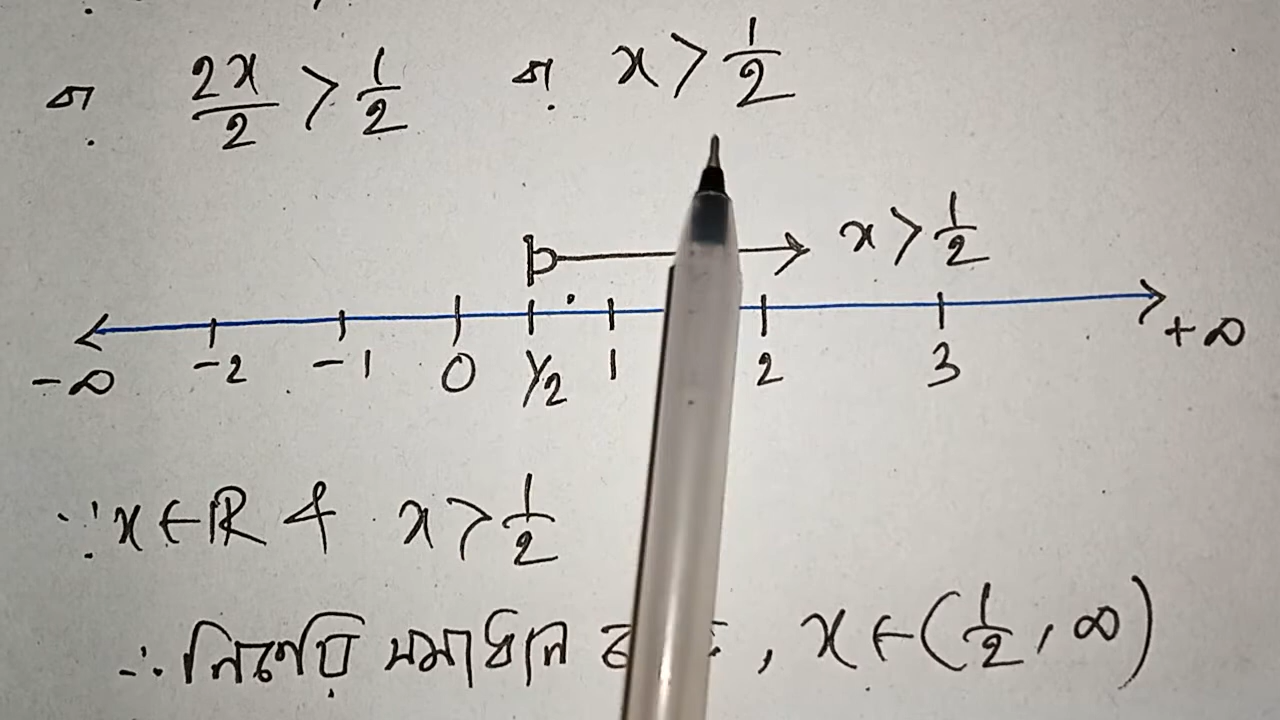 বা, 2x/2 > 1/2 বা, x > 1/2
x > 1/2
-∞ -2 -1 0 1/2 1 2 3 +∞
∵ x ∈ ℝ & x > 1/2
∴ নির্ণেয় সমাধান , x ∈ (1/2, ∞)